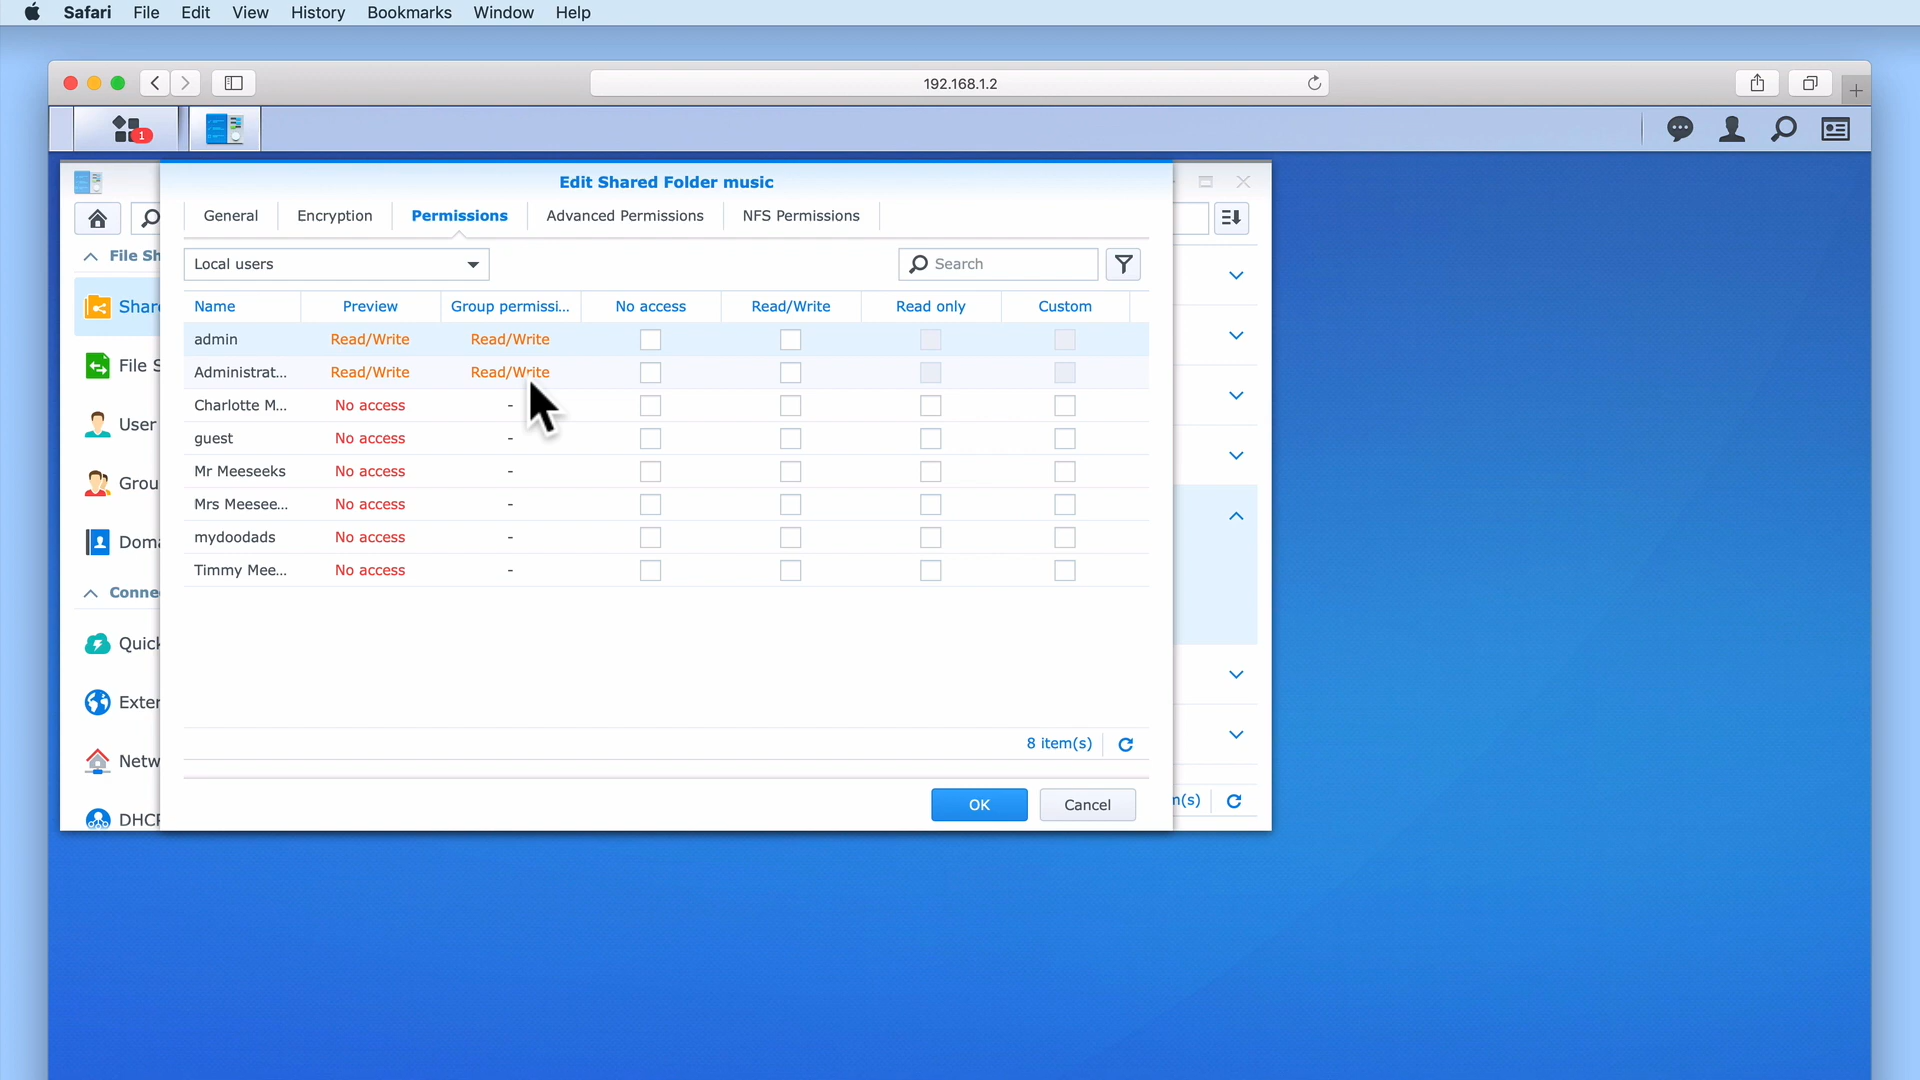 Safari File Edit View History Bookmarks Window Help
192.168.1.2
1
Edit Shared Folder music
General Encryption Permissions Advanced Permissions NFS Permissions
Local users Search
Name Preview Group permissi... No access Read/Write Read only Custom
admin Read/Write Read/Write
Administrat... Read/Write Read/Write
Charlotte M... No access -
guest No access -
Mr Meeseeks No access -
Mrs Meesee... No access -
mydoodads No access -
Timmy Mee... No access -
8 item(s)
OK Cancel
File Sh
Share
File S
User
Grou
Doma
Conne
Quick
Exter
Netw
DHCP
m(s)